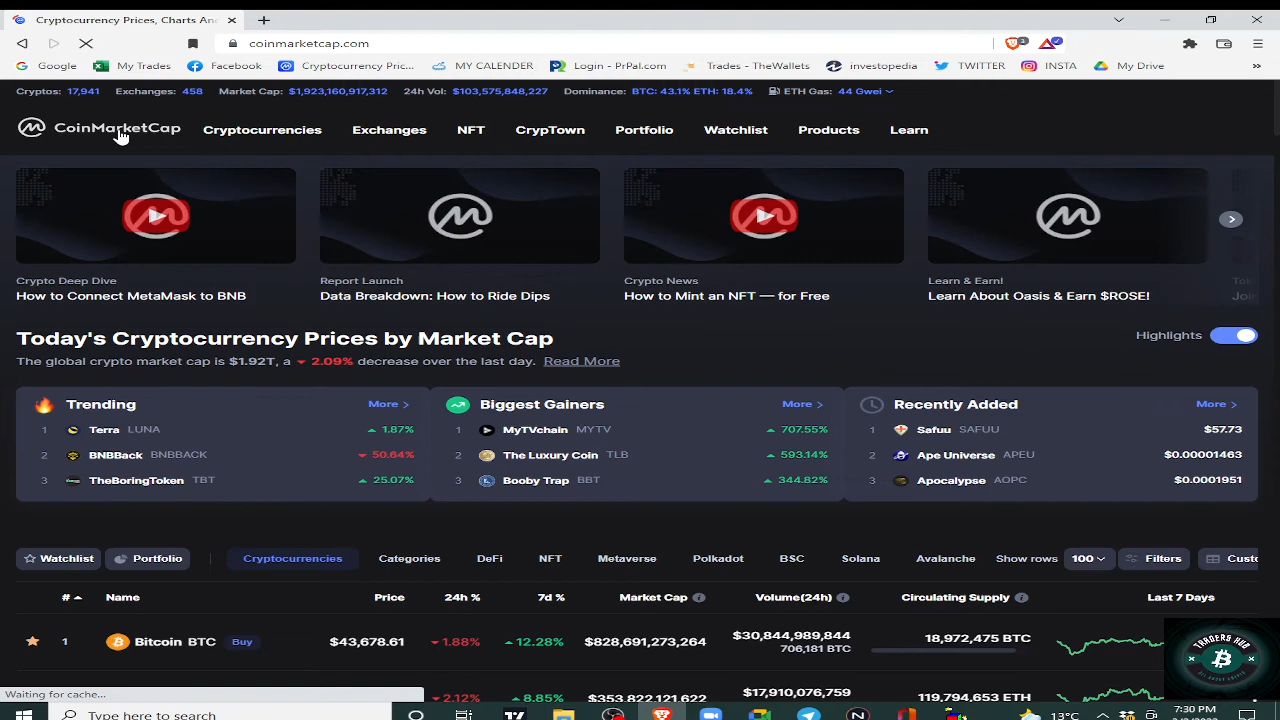 Cryptocurrency Prices, Charts An
coinmarketcap.com
3
Google My Trades Facebook Cryptocurrency Pric... MY CALENDER Login - PrPal.com Trades - TheWallets investopedia TWITTER INSTA My Drive »
Cryptos: 17,941 Exchanges: 458 Market Cap: $1,923,160,917,312 24h Vol: $103,575,848,227 Dominance: BTC: 43.1% ETH: 18.4% ETH Gas: 44 Gwei
CoinMarketCap Cryptocurrencies Exchanges NFT CrypTown Portfolio Watchlist Products Learn
Crypto Deep Dive Report Launch Crypto News Learn & Earn!
How to Connect MetaMask to BNB Data Breakdown: How to Ride Dips How to Mint an NFT — for Free Learn About Oasis & Earn $ROSE! Join
Today's Cryptocurrency Prices by Market Cap Highlights
The global crypto market cap is $1.92T, a 2.09% decrease over the last day. Read More
Trending More > Biggest Gainers More > Recently Added More >
1 Terra LUNA 1.87% 1 MyTVchain MYTV 707.55% 1 Safuu SAFUU $57.73
2 BNBBack BNBBACK 50.64% 2 The Luxury Coin TLB 593.14% 2 Ape Universe APEU $0.00001463
3 TheBoringToken TBT 25.07% 3 Booby Trap BBT 344.82% 3 Apocalypse AOPC $0.0001951
Watchlist Portfolio Cryptocurrencies Categories DeFi NFT Metaverse Polkadot BSC Solana Avalanche Show rows 100 Filters Custo
# Name Price 24h % 7d % Market Cap Volume(24h) Circulating Supply Last 7 Days
1 Bitcoin BTC Buy $43,678.61 1.88% 12.28% $828,691,273,264 $30,844,989,844 18,972,475 BTC
706,181 BTC
2.12% 8.85% $353,822,121,622 $17,910,076,759 119,794,653 ETH
TRADERS HUB
ALL ABOUT CRYPTO
Waiting for cache...
Type here to search 13°C 7:30 PM